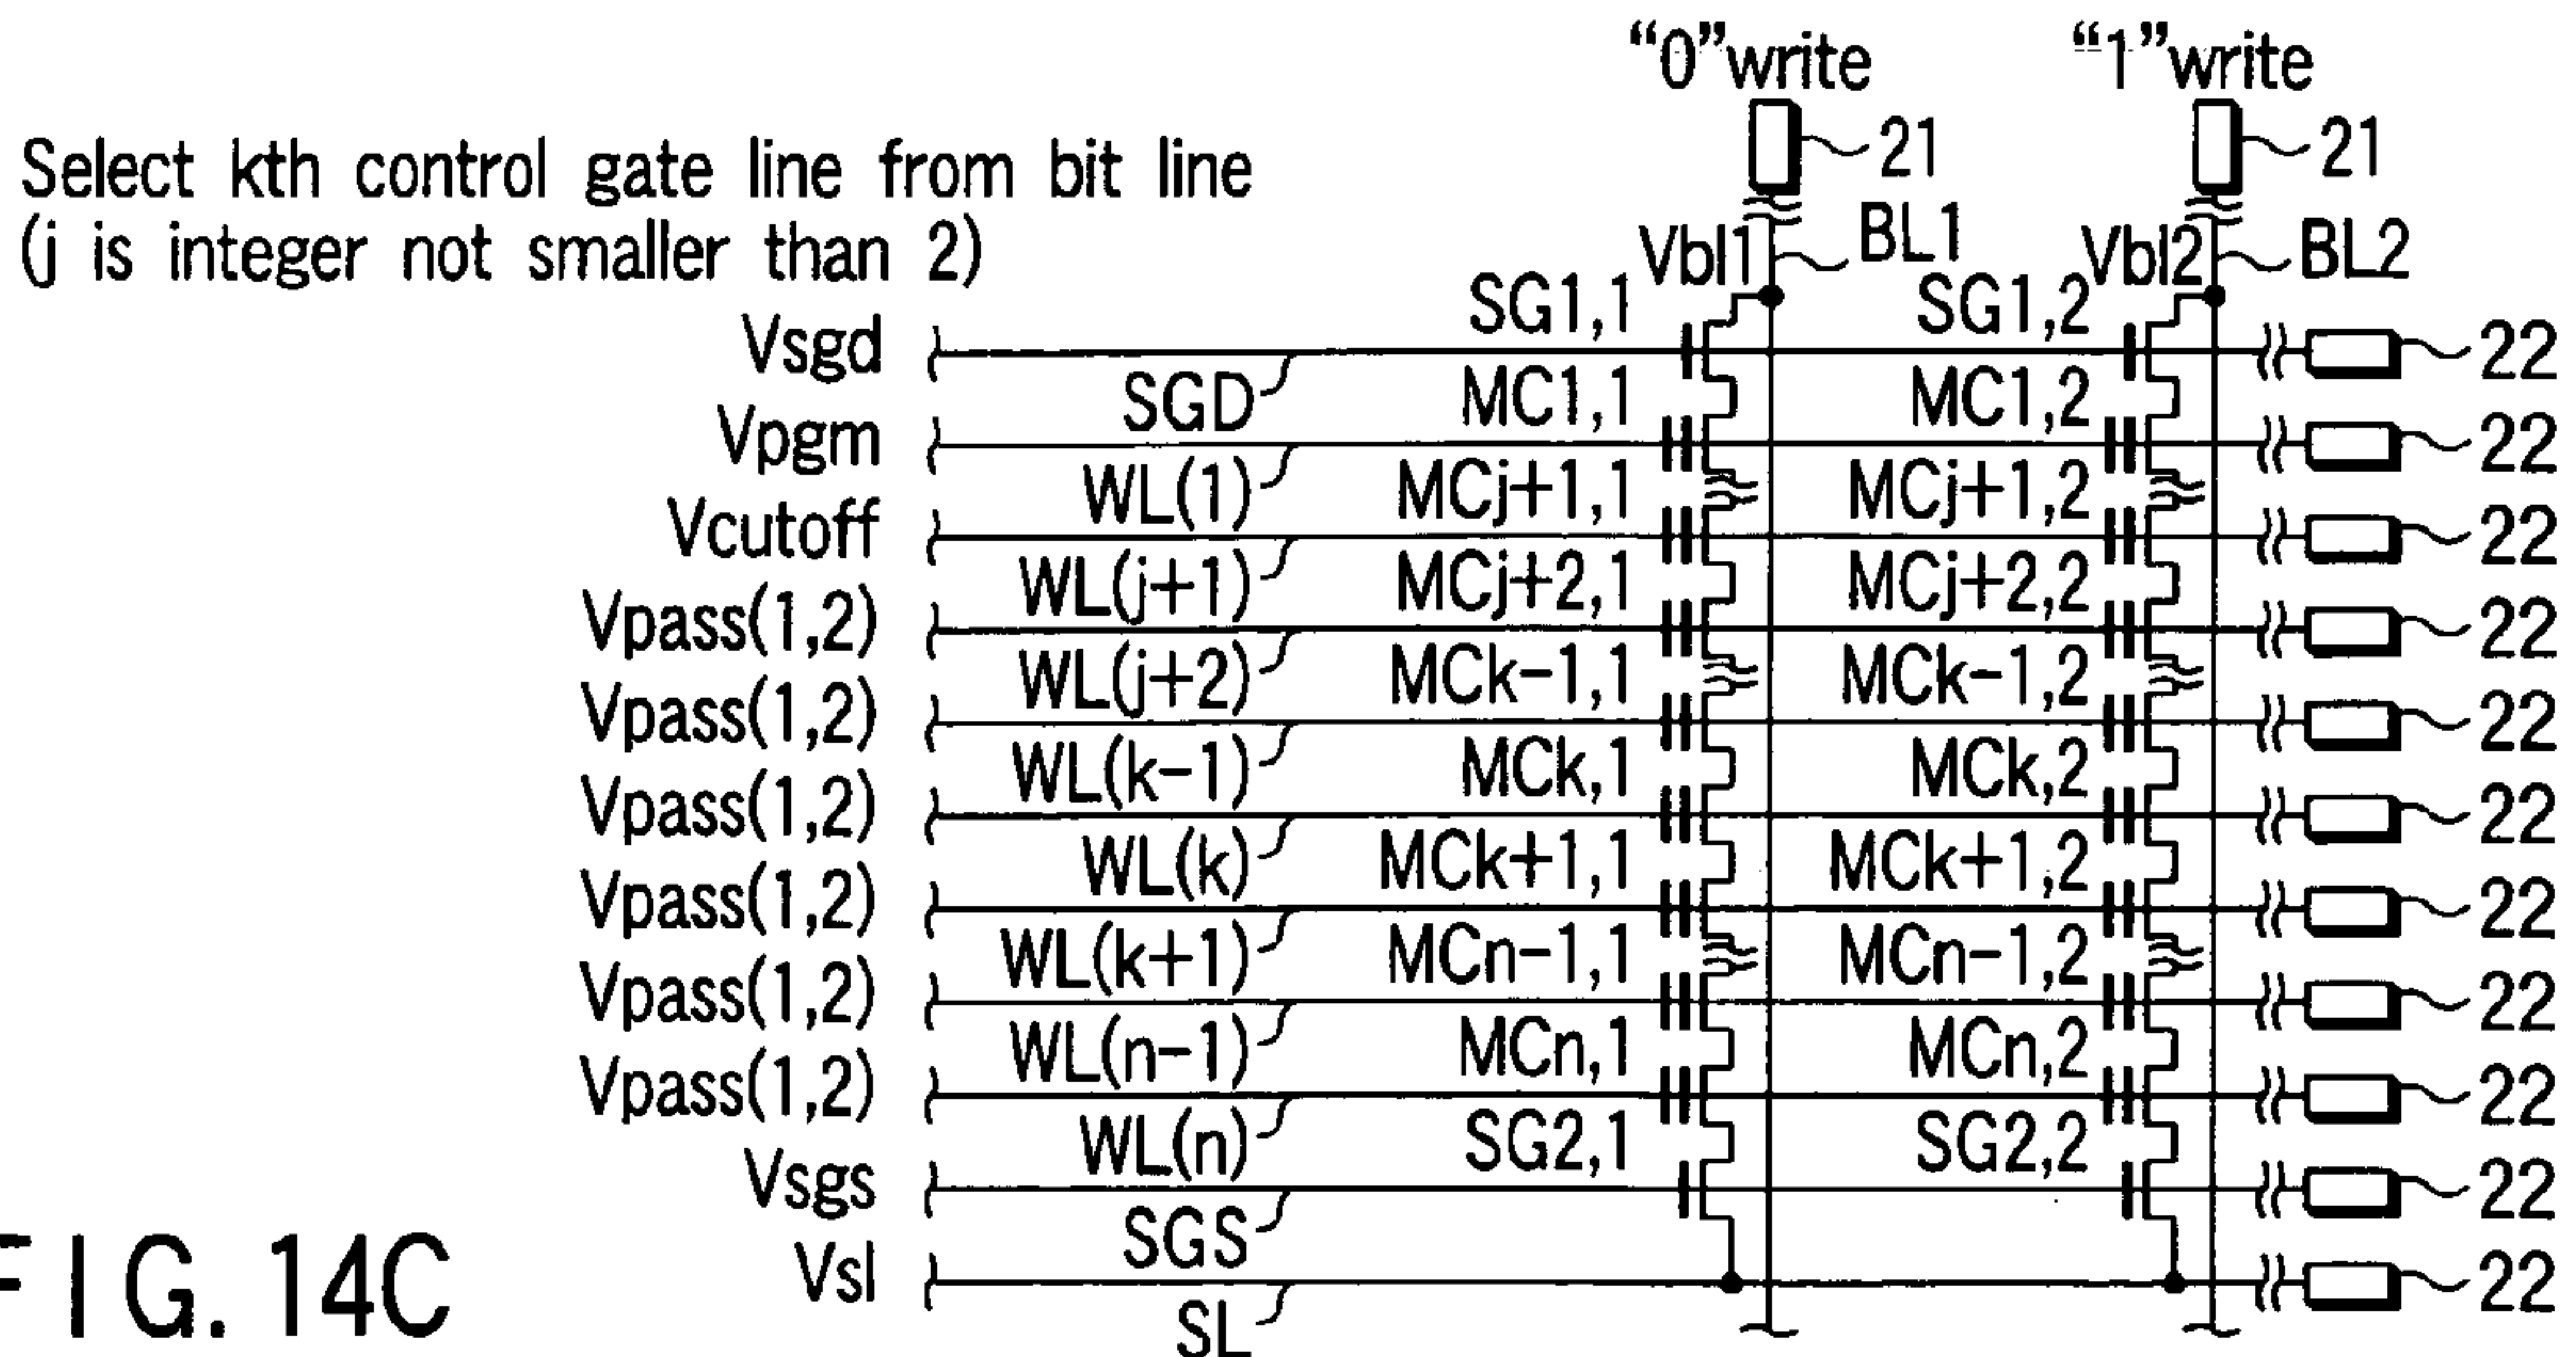 “0”write “1”write
21 21
Select kth control gate line from bit line
(j is integer not smaller than 2)
Vbl1 BL1 Vbl2 BL2
SG1,1 SG1,2
Vsgd 22
SGD MC1,1 MC1,2
Vpgm 22
WL(1) MCj+1,1 MCj+1,2
Vcutoff 22
WL(j+1) MCj+2,1 MCj+2,2
Vpass(1,2) 22
WL(j+2) MCk-1,1 MCk-1,2
Vpass(1,2) 22
WL(k-1) MCk,1 MCk,2
Vpass(1,2) 22
WL(k) MCk+1,1 MCk+1,2
Vpass(1,2) 22
WL(k+1) MCn-1,1 MCn-1,2
Vpass(1,2) 22
WL(n-1) MCn,1 MCn,2
Vpass(1,2) 22
WL(n) SG2,1 SG2,2
Vsgs 22
SGS
Vsl 22
SL
FIG. 14C